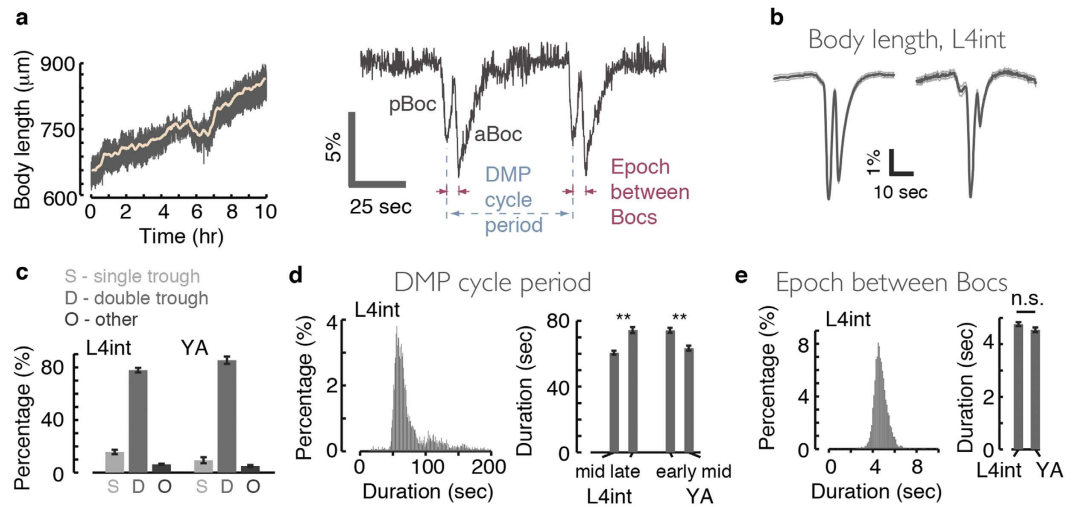 a
Body length (μm)
900
750
600
0 2 4 6 8 10
Time (hr)
5%
25 sec
pBoc
aBoc
DMP
cycle
period
Epoch
between
Bocs
b
Body length, L4int
1%
10 sec
c
S - single trough
D - double trough
O - other
Percentage (%)
80
40
0
L4int
YA
S D O S D O
d
DMP cycle period
Percentage (%)
4
2
0
L4int
0 100 200
Duration (sec)
Duration (sec)
80
60
40
0
** **
mid late early mid
L4int YA
e
Epoch between Bocs
Percentage (%)
8
4
0
L4int
0 4 8
Duration (sec)
Duration (sec)
4
2
0
n.s.
L4int YA